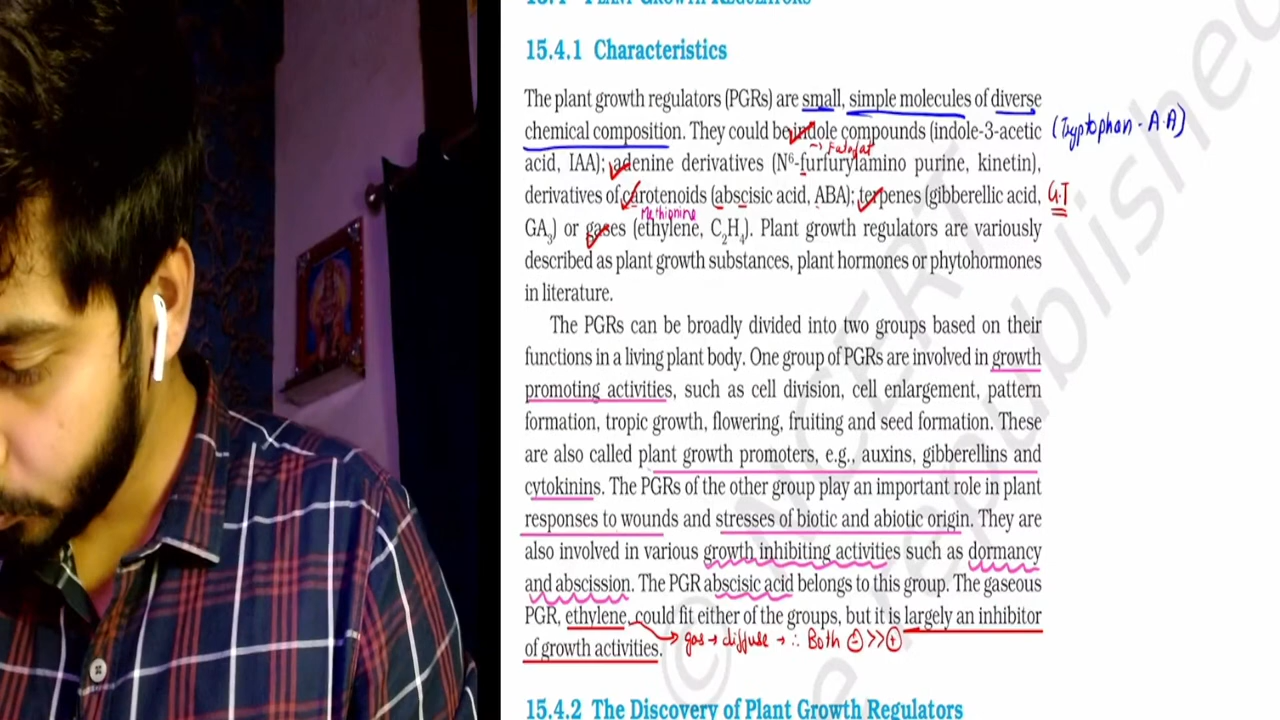 15.4 PLANT GROWTH REGULATORS
15.4.1 Characteristics
The plant growth regulators (PGRs) are small, simple molecules of diverse
chemical composition. They could be indole compounds (indole-3-acetic (Tryptophan - A.A)
acid, IAA); adenine derivatives (N⁶-furfurylamino purine, kinetin),
derivatives of carotenoids (abscisic acid, ABA); terpenes (gibberellic acid, G.T
Methionine
GA₃) or gases (ethylene, C₂H₄). Plant growth regulators are variously
described as plant growth substances, plant hormones or phytohormones
in literature.
The PGRs can be broadly divided into two groups based on their
functions in a living plant body. One group of PGRs are involved in growth
promoting activities, such as cell division, cell enlargement, pattern
formation, tropic growth, flowering, fruiting and seed formation. These
are also called plant growth promoters, e.g., auxins, gibberellins and
cytokinins. The PGRs of the other group play an important role in plant
responses to wounds and stresses of biotic and abiotic origin. They are
also involved in various growth inhibiting activities such as dormancy
and abscission. The PGR abscisic acid belongs to this group. The gaseous
PGR, ethylene, could fit either of the groups, but it is largely an inhibitor
of growth activities. → gas → diffuse → ∴ Both ⊖ >> ⊕
15.4.2 The Discovery of Plant Growth Regulators
© NCERT
be republished